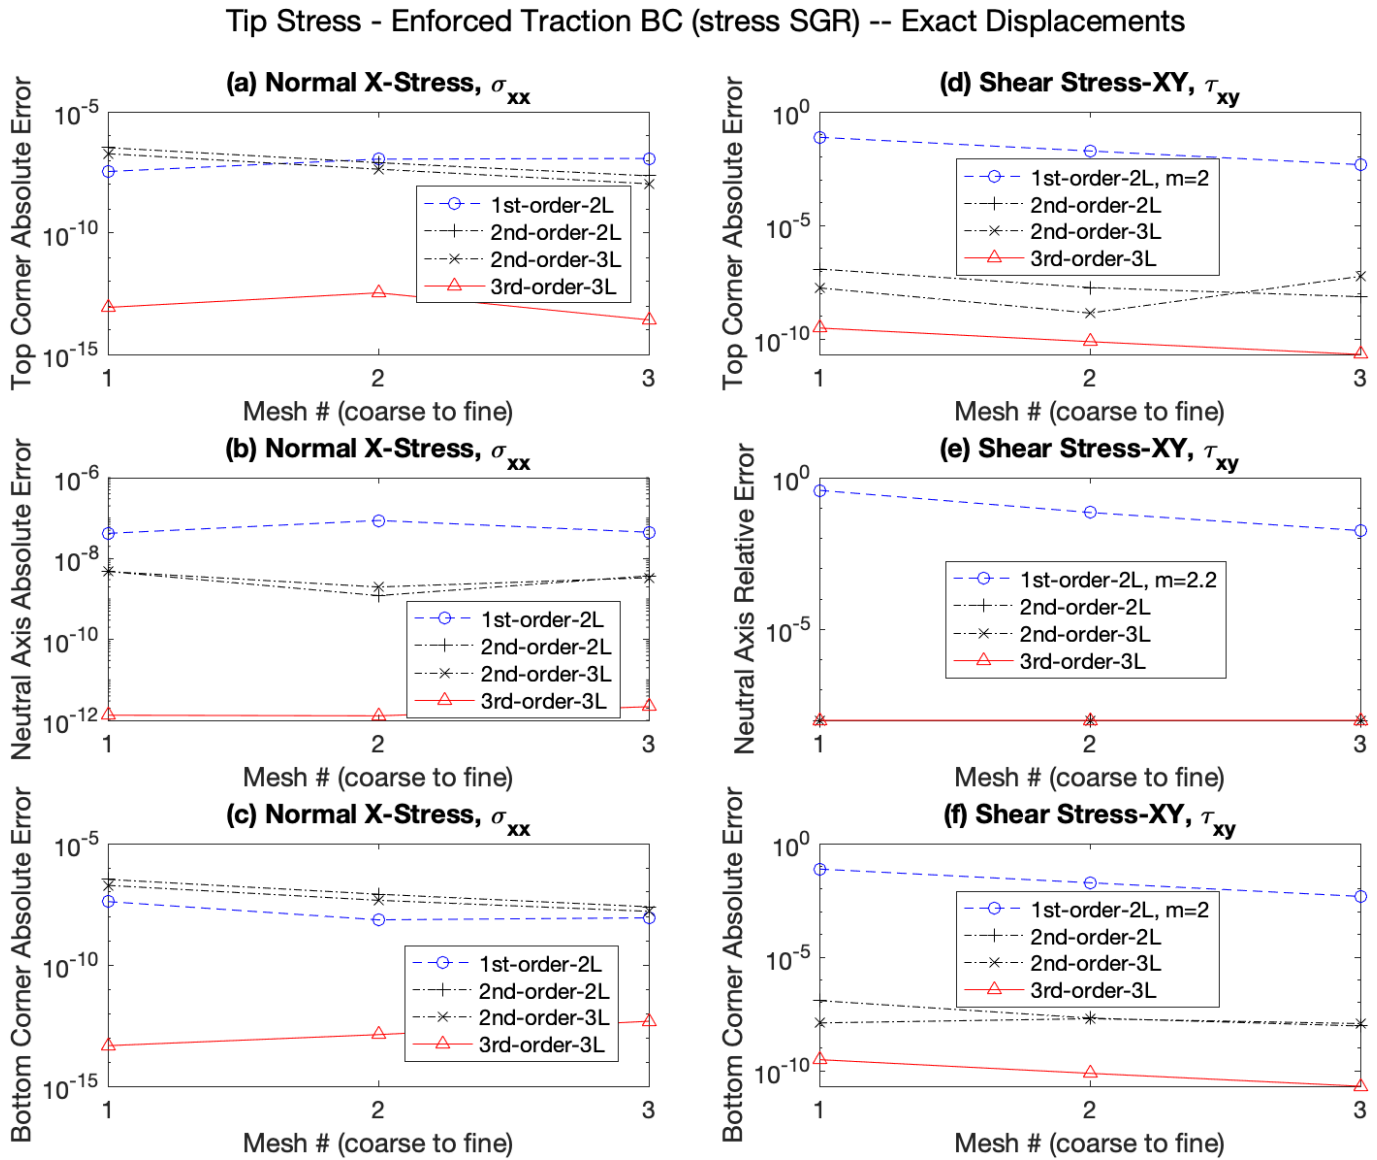 Tip Stress - Enforced Traction BC (stress SGR) -- Exact Displacements
(a) Normal X-Stress, σxx
Top Corner Absolute Error
10^-5
10^-10
10^-15
1st-order-2L
2nd-order-2L
2nd-order-3L
3rd-order-3L
1 2 3
Mesh # (coarse to fine)
(d) Shear Stress-XY, τxy
Top Corner Absolute Error
10^0
10^-5
10^-10
1st-order-2L, m=2
2nd-order-2L
2nd-order-3L
3rd-order-3L
1 2 3
Mesh # (coarse to fine)
(b) Normal X-Stress, σxx
Neutral Axis Absolute Error
10^-6
10^-8
10^-10
10^-12
1st-order-2L
2nd-order-2L
2nd-order-3L
3rd-order-3L
1 2 3
Mesh # (coarse to fine)
(e) Shear Stress-XY, τxy
Neutral Axis Relative Error
10^0
10^-5
1st-order-2L, m=2.2
2nd-order-2L
2nd-order-3L
3rd-order-3L
1 2 3
Mesh # (coarse to fine)
(c) Normal X-Stress, σxx
Bottom Corner Absolute Error
10^-5
10^-10
10^-15
1st-order-2L
2nd-order-2L
2nd-order-3L
3rd-order-3L
1 2 3
Mesh # (coarse to fine)
(f) Shear Stress-XY, τxy
Bottom Corner Absolute Error
10^0
10^-5
10^-10
1st-order-2L, m=2
2nd-order-2L
2nd-order-3L
3rd-order-3L
1 2 3
Mesh # (coarse to fine)